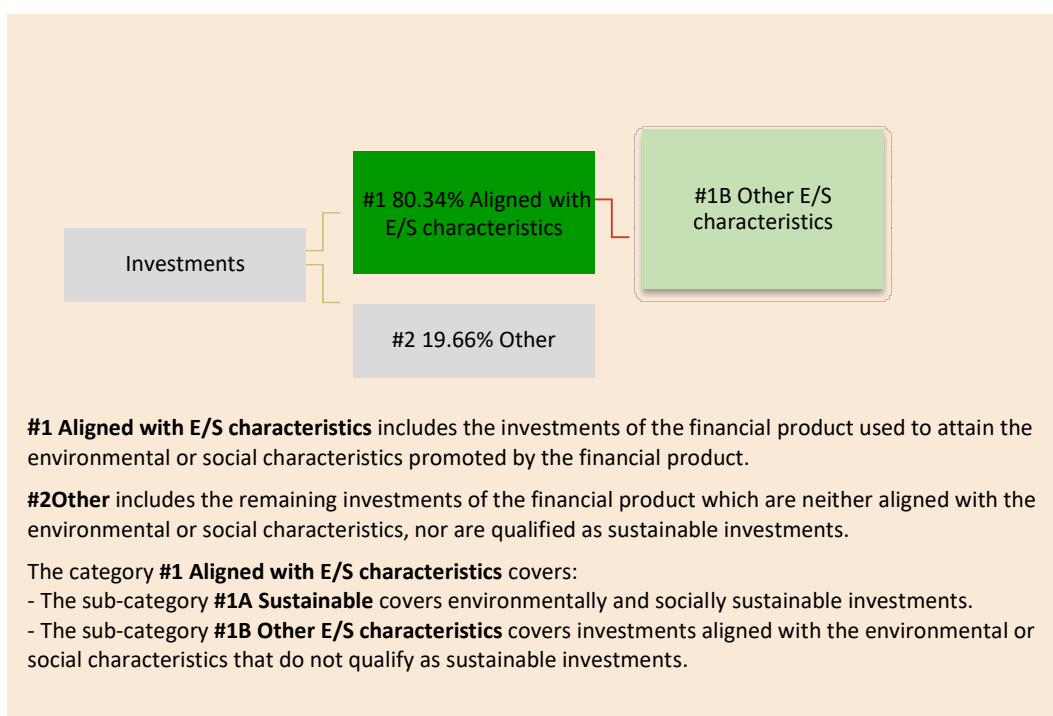 #1 80.34% Aligned with
E/S characteristics
#1B Other E/S
characteristics
Investments
#2 19.66% Other
#1 Aligned with E/S characteristics includes the investments of the financial product used to attain the
environmental or social characteristics promoted by the financial product.
#2Other includes the remaining investments of the financial product which are neither aligned with the
environmental or social characteristics, nor are qualified as sustainable investments.
The category #1 Aligned with E/S characteristics covers:
- The sub-category #1A Sustainable covers environmentally and socially sustainable investments.
- The sub-category #1B Other E/S characteristics covers investments aligned with the environmental or
social characteristics that do not qualify as sustainable investments.